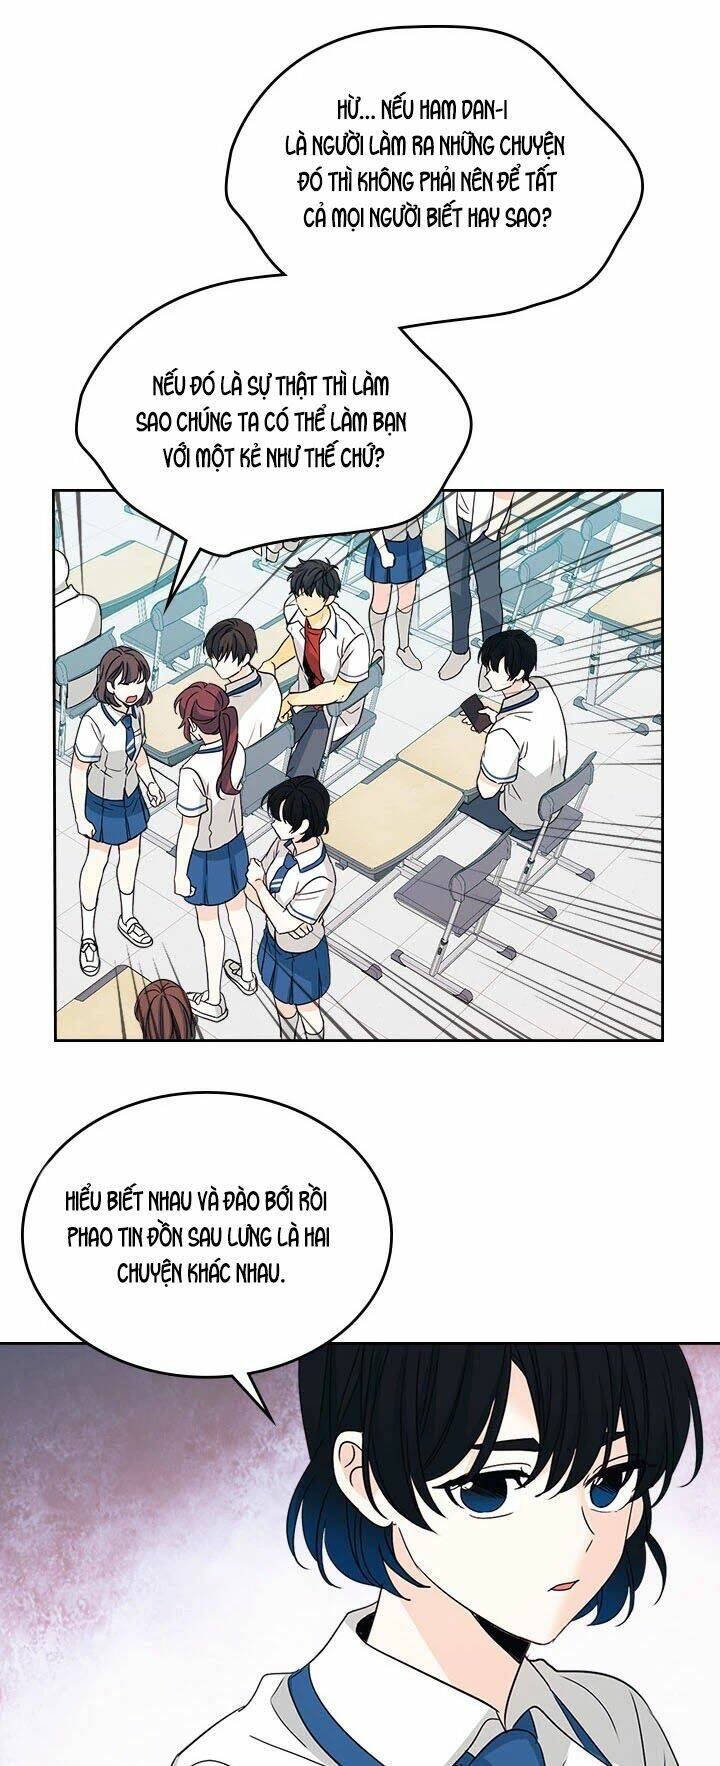 HỪ... NẾU HAM DAN-I
LÀ NGƯỜI LÀM RA NHỮNG CHUYỆN
ĐÓ THÌ KHÔNG PHẢI NÊN ĐỂ TẤT
CẢ MỌI NGƯỜI BIẾT HAY SAO?
NẾU ĐÓ LÀ SỰ THẬT THÌ LÀM
SAO CHÚNG TA CÓ THỂ LÀM BẠN
VỚI MỘT KẺ NHƯ THẾ CHỨ?
HIỂU BIẾT NHAU VÀ ĐÀO BỚI RỒI
PHAO TIN ĐỒN SAU LƯNG LÀ HAI
CHUYỆN KHÁC NHAU.